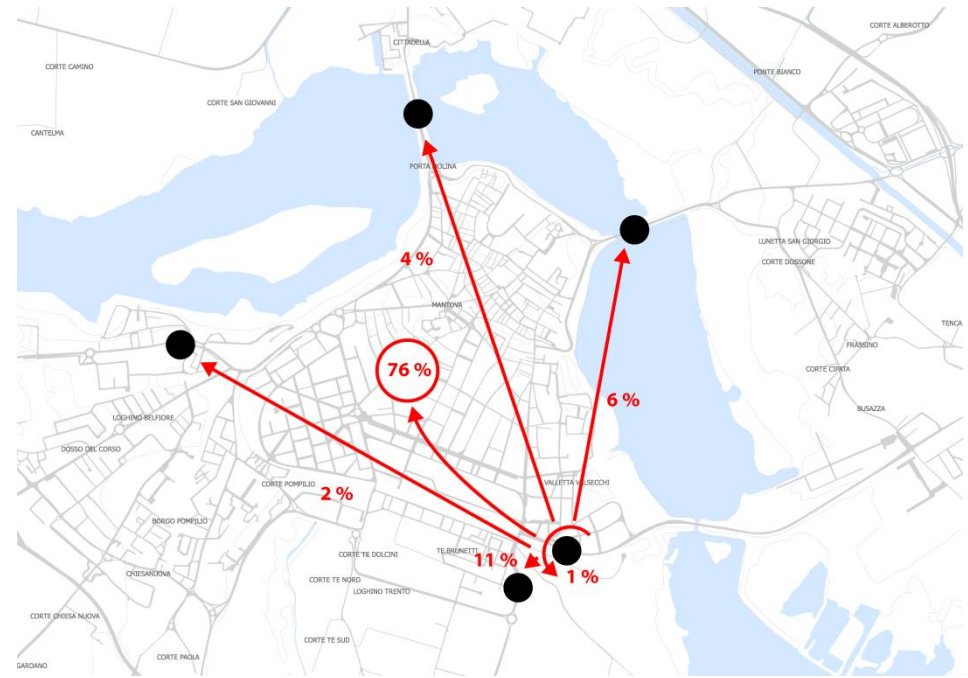 CORTE ALBEROTTO
CITTADELLA
CORTE CAMINO
PONTE BIANCO
CORTE SAN GIOVANNI
CANTELMA
PORTA MOLINA
LUNETTA SAN GIORGIO
4 %
CORTE DOSSONE
MANTOVA
TENCA
FRASSINO
76 %
CORTE CIPATA
6 %
BUSAZZA
LOGHINO BELFIORE
DOSSO DEL CORSO
CORTE POMPILIO
VALLETTA VALSECCHI
2 %
BORGO POMPILIO
TE BRUNETTI
CORTE TE DOLCINI
11 %
CHIESANUOVA
CORTE TE NORD
1 %
LOGHINO TRENTO
CORTE CHIESA NUOVA
CORTE TE SUD
CORTE PAOLA
GARDANO